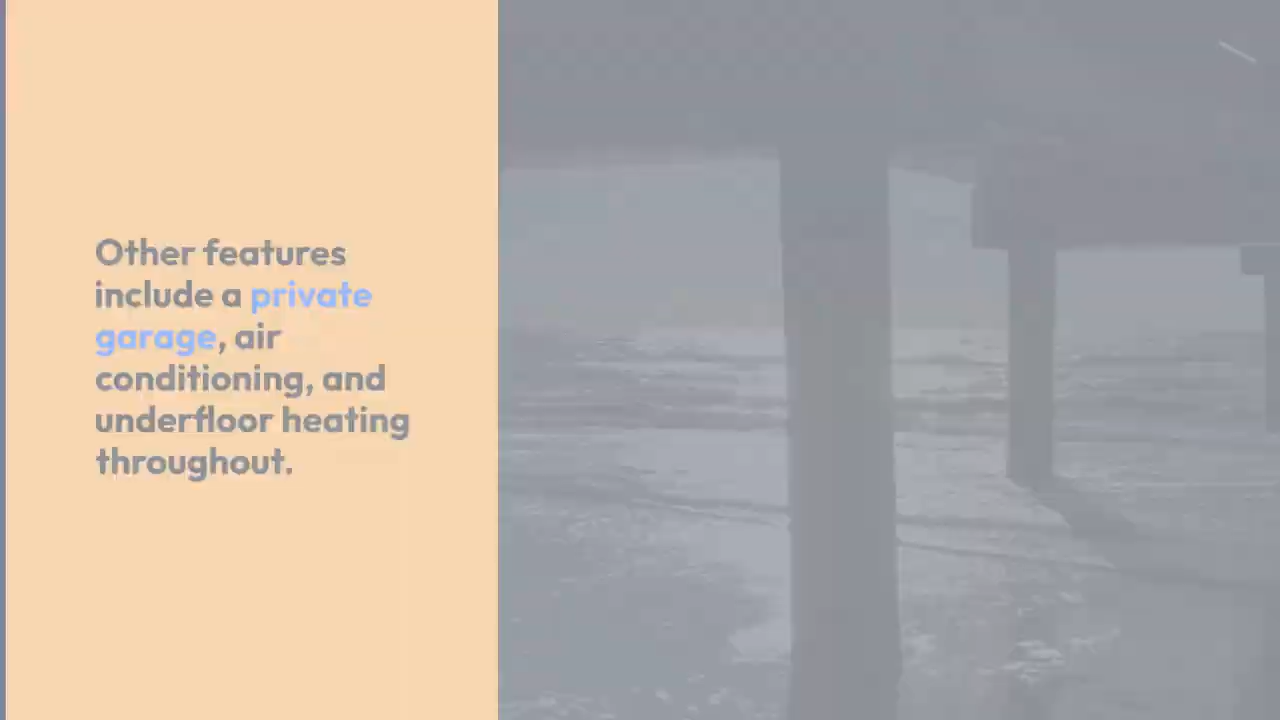 Other features
include a private
garage, air
conditioning, and
underfloor heating
throughout.